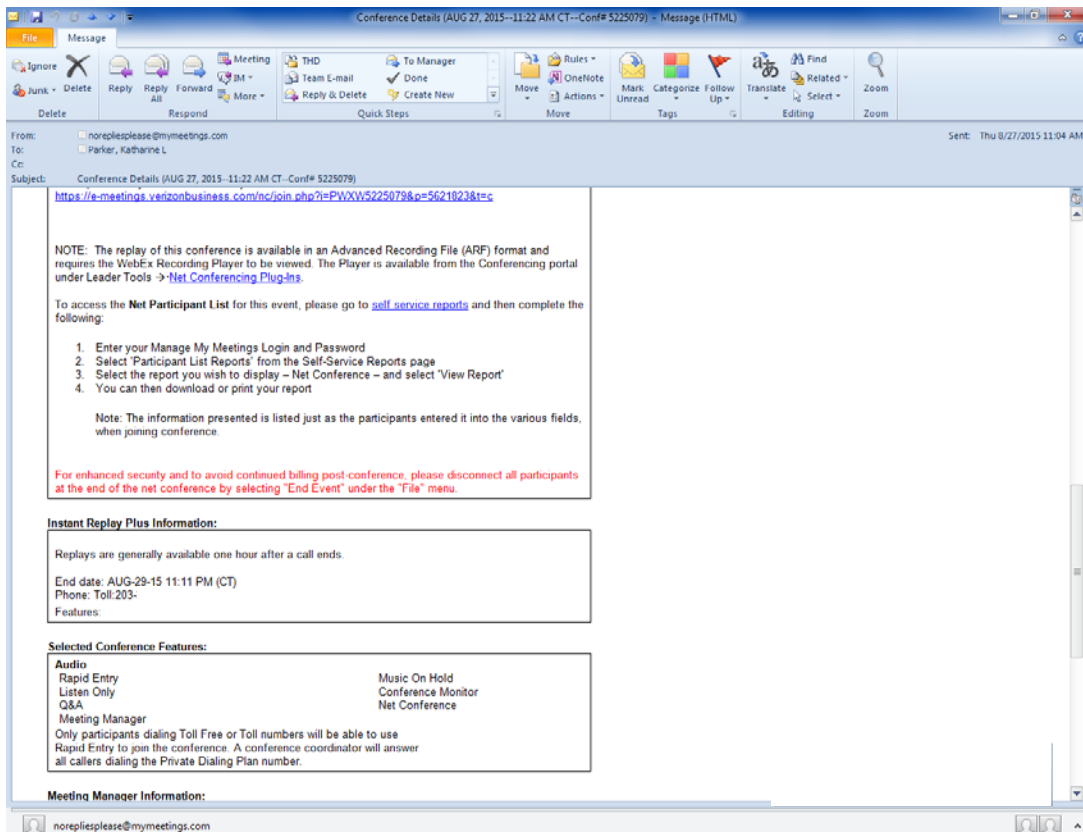 Conference Details (AUG 27, 2015--11:22 AM CT--Conf# 5225079) - Message (HTML)
File Message
Ignore
Junk
Delete
Reply
Reply All
Forward
Meeting
IM
More
THD
Team E-mail
Reply & Delete
To Manager
Done
Create New
Move
Rules
OneNote
Actions
Mark Unread
Categorize
Follow Up
Translate
Find
Related
Select
Zoom
Delete Respond Quick Steps Move Tags Editing Zoom
From: norepliesplease@mymeetings.com Sent: Thu 8/27/2015 11:04 AM
To: Parker, Katharine L
Cc:
Subject: Conference Details (AUG 27, 2015--11:22 AM CT--Conf# 5225079)
https://e-meetings.verizonbusiness.com/nc/join.php?i=PWXW5225079&p=5621023&t=c
NOTE: The replay of this conference is available in an Advanced Recording File (ARF) format and
requires the WebEx Recording Player to be viewed. The Player is available from the Conferencing portal
under Leader Tools → Net Conferencing Plug-Ins.
To access the Net Participant List for this event, please go to self service reports and then complete the
following:
1. Enter your Manage My Meetings Login and Password
2. Select 'Participant List Reports' from the Self-Service Reports page
3. Select the report you wish to display – Net Conference – and select 'View Report'
4. You can then download or print your report
Note: The information presented is listed just as the participants entered it into the various fields,
when joining conference.
For enhanced security and to avoid continued billing post-conference, please disconnect all participants
at the end of the net conference by selecting "End Event" under the "File" menu.
Instant Replay Plus Information:
Replays are generally available one hour after a call ends.
End date: AUG-29-15 11:11 PM (CT)
Phone: Toll:203-
Features:
Selected Conference Features:
Audio
Rapid Entry Music On Hold
Listen Only Conference Monitor
Q&A Net Conference
Meeting Manager
Only participants dialing Toll Free or Toll numbers will be able to use
Rapid Entry to join the conference. A conference coordinator will answer
all callers dialing the Private Dialing Plan number.
Meeting Manager Information:
norepliesplease@mymeetings.com